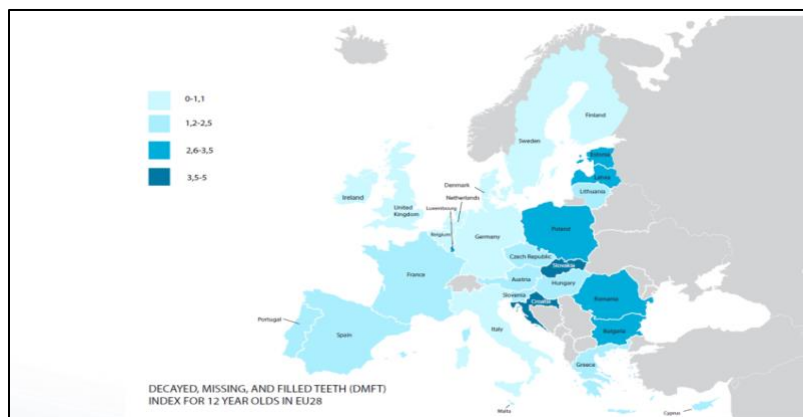 0-1,1
1,2-2,5
2,6-3,5
3,5-5
Finland
Sweden
Estonia
Latvia
Lithuania
Denmark
Netherlands
Ireland
United
Kingdom
Luxembourg
Belgium
Germany
Poland
Czech Republic
Slovakia
France
Austria
Hungary
Slovenia
Croatia
Romania
Portugal
Spain
Italy
Bulgaria
Greece
Malta
Cyprus
DECAYED, MISSING, AND FILLED TEETH (DMFT)
INDEX FOR 12 YEAR OLDS IN EU28